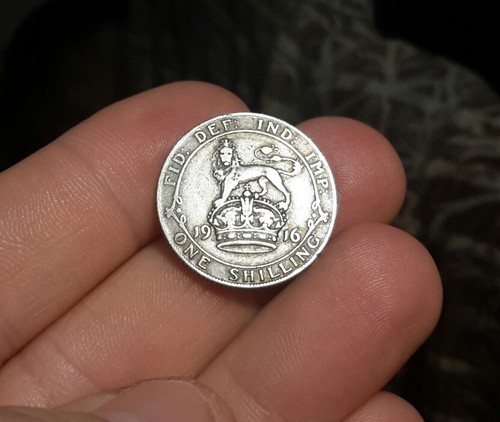 FID: DEF: IND: IMP:
19 16
ONE SHILLING